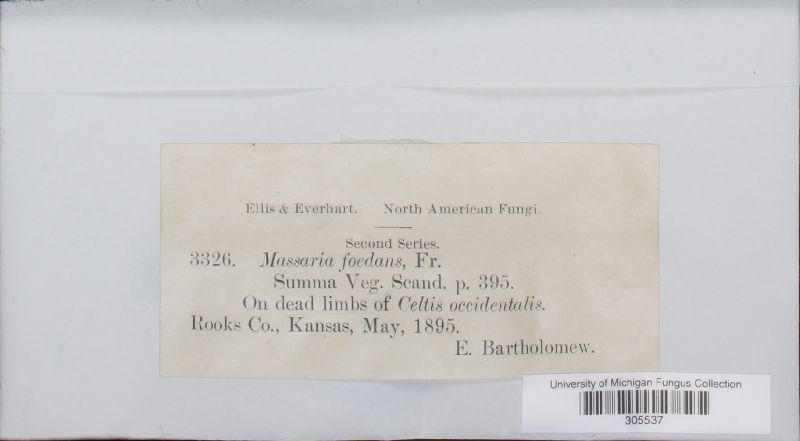 Ellis & Everhart. North American Fungi.
Second Series.
3326. Massaria foedans, Fr.
Summa Veg. Scand. p. 395.
On dead limbs of Celtis occidentalis.
Rooks Co., Kansas, May, 1895.
E. Bartholomew.
University of Michigan Fungus Collection
305537